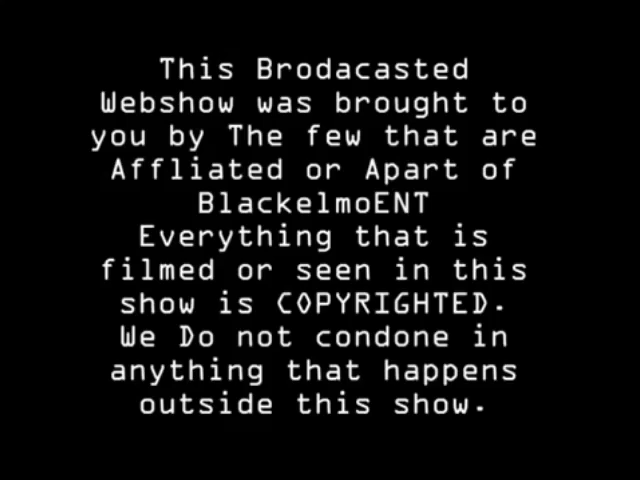 This Brodacasted
Webshow was brought to
you by The few that are
Affliated or Apart of
BlackelmoENT
Everything that is
filmed or seen in this
show is COPYRIGHTED.
We Do not condone in
anything that happens
outside this show.